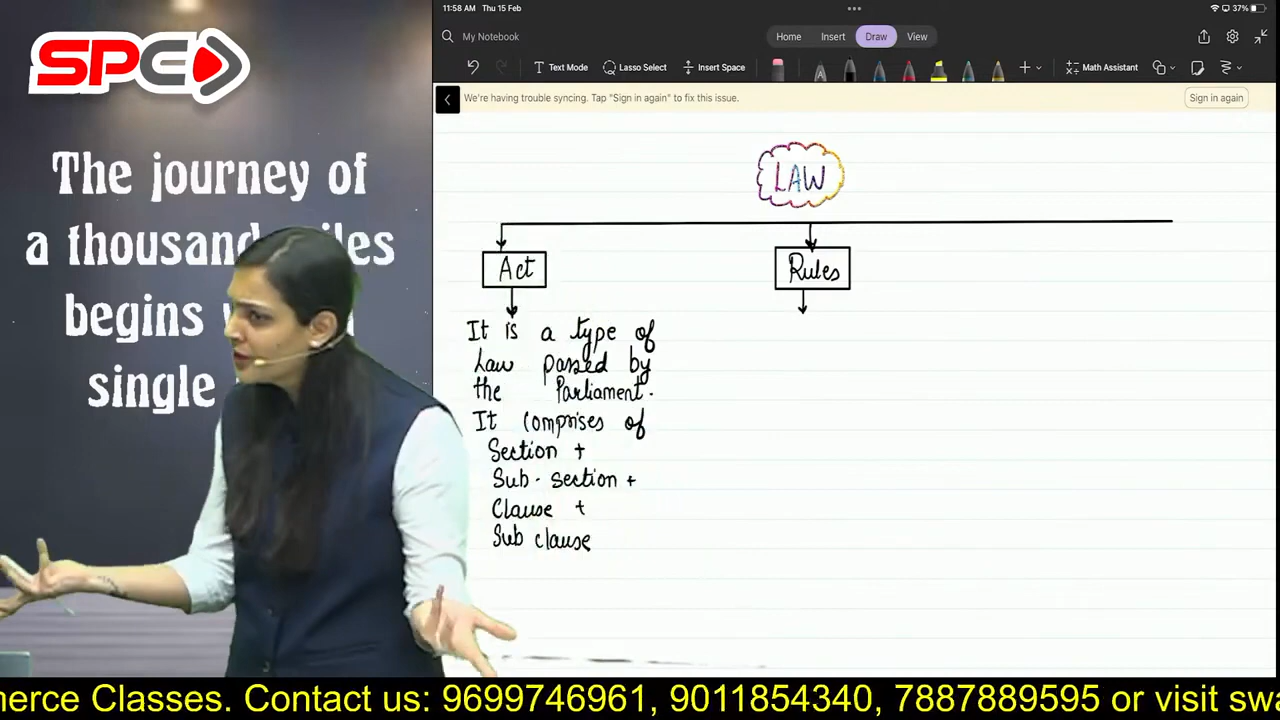 11:58 AM Thu 15 Feb
37%
My Notebook
Home Insert Draw View
Text Mode Lasso Select Insert Space Math Assistant
We're having trouble syncing. Tap "Sign in again" to fix this issue.
Sign in again
SPC
The journey of
a thousand
begins
single
LAW
Act
It is a type of
Law passed by
the Parliament.
It comprises of
Section +
Sub-section +
Clause +
Sub clause
Rules
Classes. Contact us: 9699746961, 9011854340, 7887889595 or visit